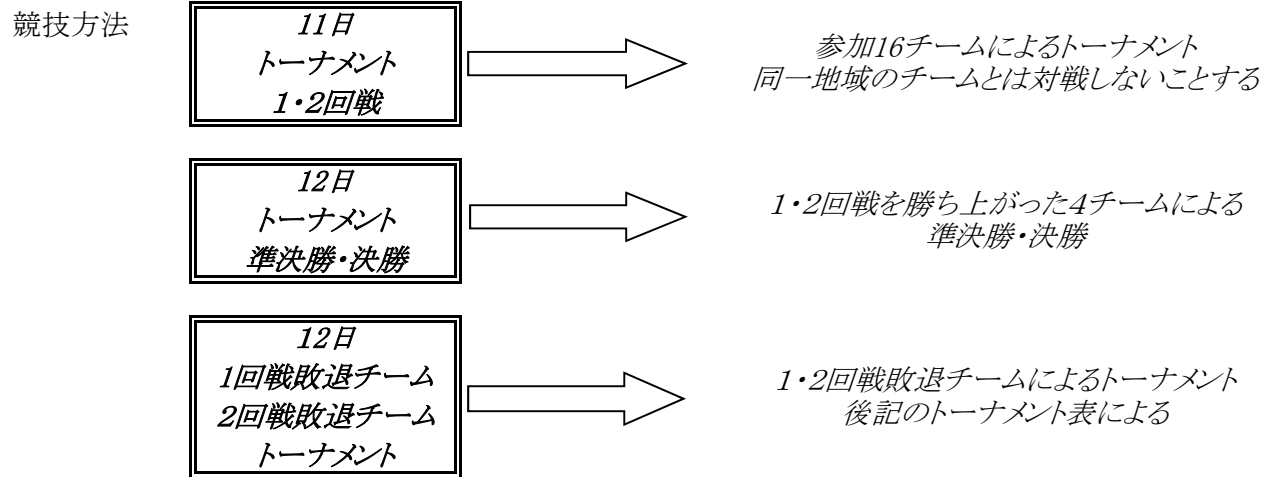 競技方法
11日
トーナメント
1・2回戦
参加16チームによるトーナメント
同一地域のチームとは対戦しないことする
12日
トーナメント
準決勝・決勝
1・2回戦を勝ち上がった4チームによる
準決勝・決勝
12日
1回戦敗退チーム
2回戦敗退チーム
トーナメント
1・2回戦敗退チームによるトーナメント
後記のトーナメント表による